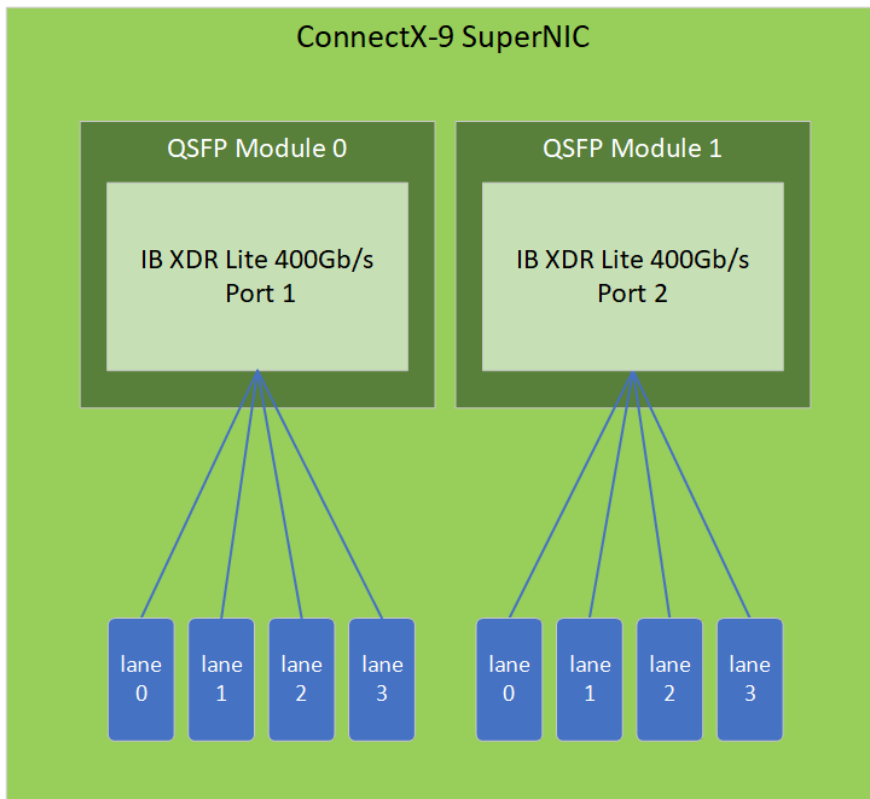 ConnectX-9 SuperNIC
QSFP Module 0
IB XDR Lite 400Gb/s
Port 1
QSFP Module 1
IB XDR Lite 400Gb/s
Port 2
lane
0
lane
1
lane
2
lane
3
lane
0
lane
1
lane
2
lane
3